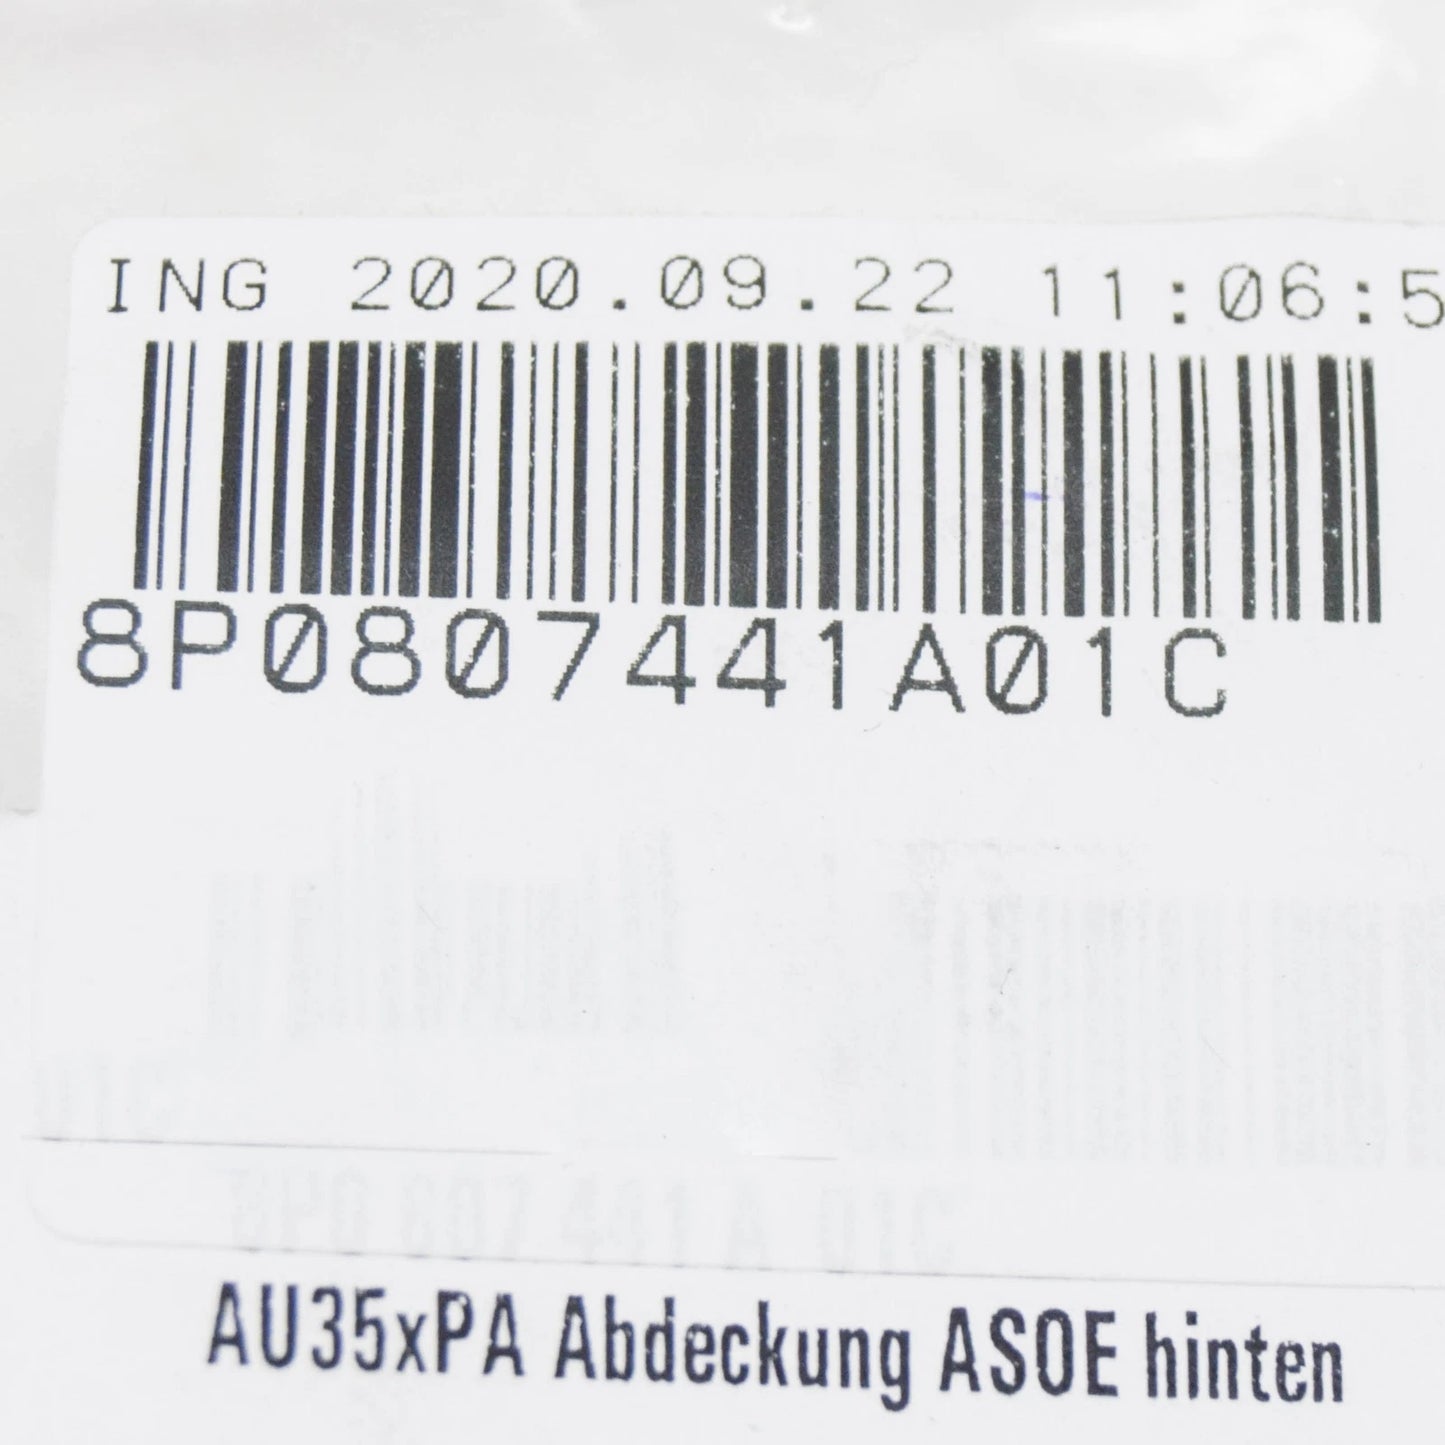 ING 2020.09.22 11:06:5
8P0807441A01C
AU35xPA Abdeckung ASOE hinten